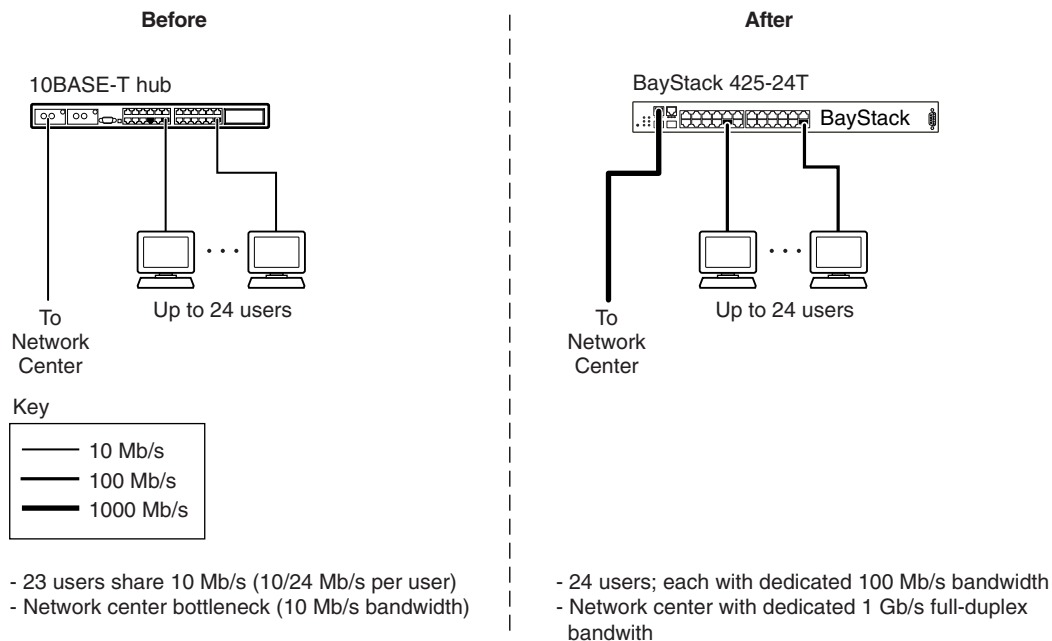 Before
After
10BASE-T hub
BayStack 425-24T
BayStack
Up to 24 users
Up to 24 users
To
Network
Center
To
Network
Center
Key
10 Mb/s
100 Mb/s
1000 Mb/s
- 23 users share 10 Mb/s (10/24 Mb/s per user)
- Network center bottleneck (10 Mb/s bandwidth)
- 24 users; each with dedicated 100 Mb/s bandwidth
- Network center with dedicated 1 Gb/s full-duplex
bandwith